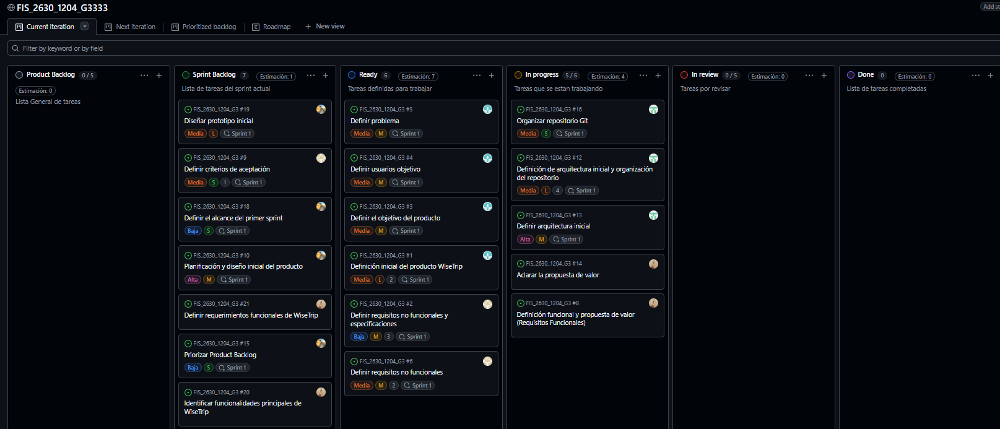 FIS_2630_1204_G3333
Add st
Current iteration
Next iteration
Prioritized backlog
Roadmap
New view
Filter by keyword or by field
Product Backlog 0 / 5
Estimación: 0
Lista General de tareas
Sprint Backlog 7 Estimación: 1
Lista de tareas del sprint actual
FIS_2630_1204_G3 #19
Diseñar prototipo inicial
Media L Sprint 1
FIS_2630_1204_G3 #9
Definir criterios de aceptación
Media S 1 Sprint 1
FIS_2630_1204_G3 #18
Definir el alcance del primer sprint
Baja S Sprint 1
FIS_2630_1204_G3 #10
Planificación y diseño inicial del producto
Alta M Sprint 1
FIS_2630_1204_G3 #21
Definir requerimientos funcionales de WiseTrip
FIS_2630_1204_G3 #15
Priorizar Product Backlog
Baja S Sprint 1
FIS_2630_1204_G3 #20
Identificar funcionalidades principales de
WiseTrip
Ready 6 Estimación: 7
Tareas definidas para trabajar
FIS_2630_1204_G3 #5
Definir problema
Media M Sprint 1
FIS_2630_1204_G3 #4
Definir usuarios objetivo
Media M Sprint 1
FIS_2630_1204_G3 #3
Definir el objetivo del producto
Media M Sprint 1
FIS_2630_1204_G3 #1
Definición inicial del producto WiseTrip
Media L 2 Sprint 1
FIS_2630_1204_G3 #2
Definir requisitos no funcionales y
especificaciones
Baja M 3 Sprint 1
FIS_2630_1204_G3 #6
Definir requisitos no funcionales
Media M 2 Sprint 1
In progress 5 / 6 Estimación: 4
Tareas que se estan trabajando
FIS_2630_1204_G3 #16
Organizar repositorio Git
Media S Sprint 1
FIS_2630_1204_G3 #12
Definición de arquitectura inicial y organización
del repositorio
Media L 4 Sprint 1
FIS_2630_1204_G3 #13
Definir arquitectura inicial
Alta M Sprint 1
FIS_2630_1204_G3 #14
Aclarar la propuesta de valor
FIS_2630_1204_G3 #8
Definición funcional y propuesta de valor
(Requisitos Funcionales)
In review 0 / 5 Estimación: 0
Tareas por revisar
Done 0 Estimación: 0
Lista de tareas completadas